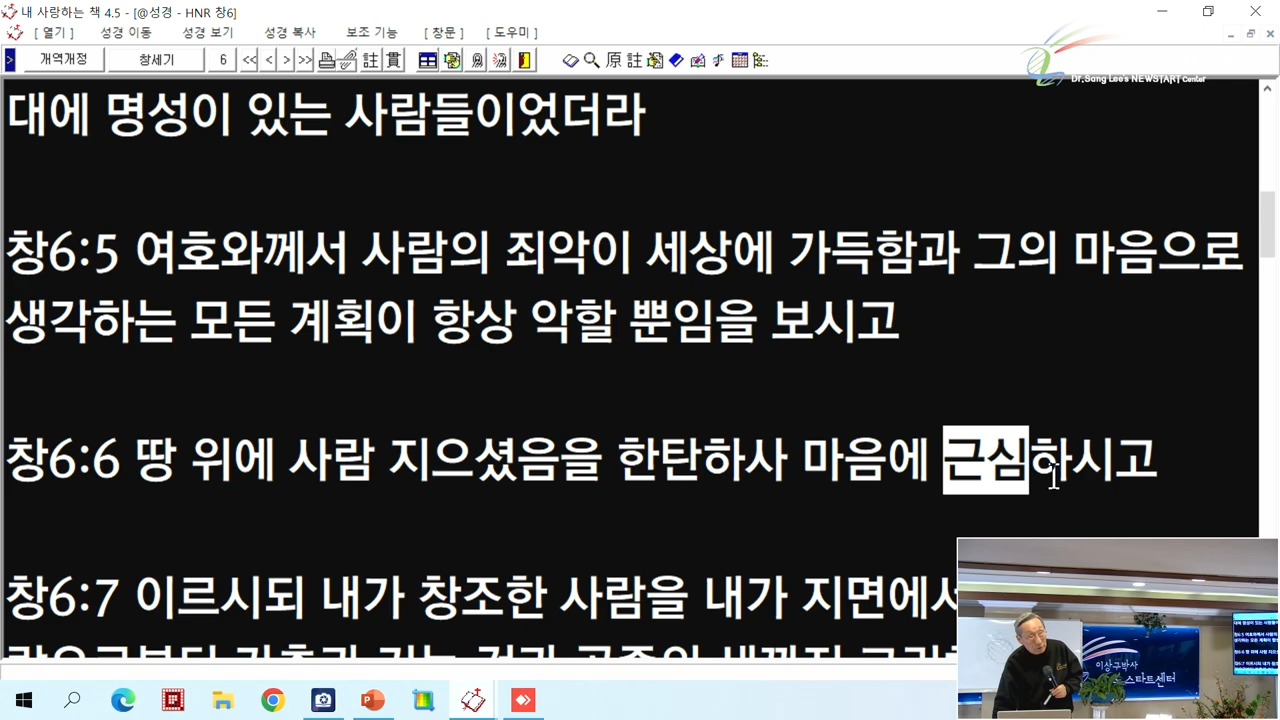 내 사랑하는 책 4.5 - [@성경 - HNR 창6]
[ 열기 ] 성경 이동 성경 보기 성경 복사 보조 기능 [ 창문 ] [ 도우미 ]
> 개역개정 창세기 6 << < > >> 註 貫 原 註
Dr.Sang Lee's NEWSTART Center
대에 명성이 있는 사람들이었더라
창6:5 여호와께서 사람의 죄악이 세상에 가득함과 그의 마음으로
생각하는 모든 계획이 항상 악할 뿐임을 보시고
창6:6 땅 위에 사람 지으셨음을 한탄하사 마음에 근심하시고
창6:7 이르시되 내가 창조한 사람을 내가 지면에서
이상구박사
스타트센터